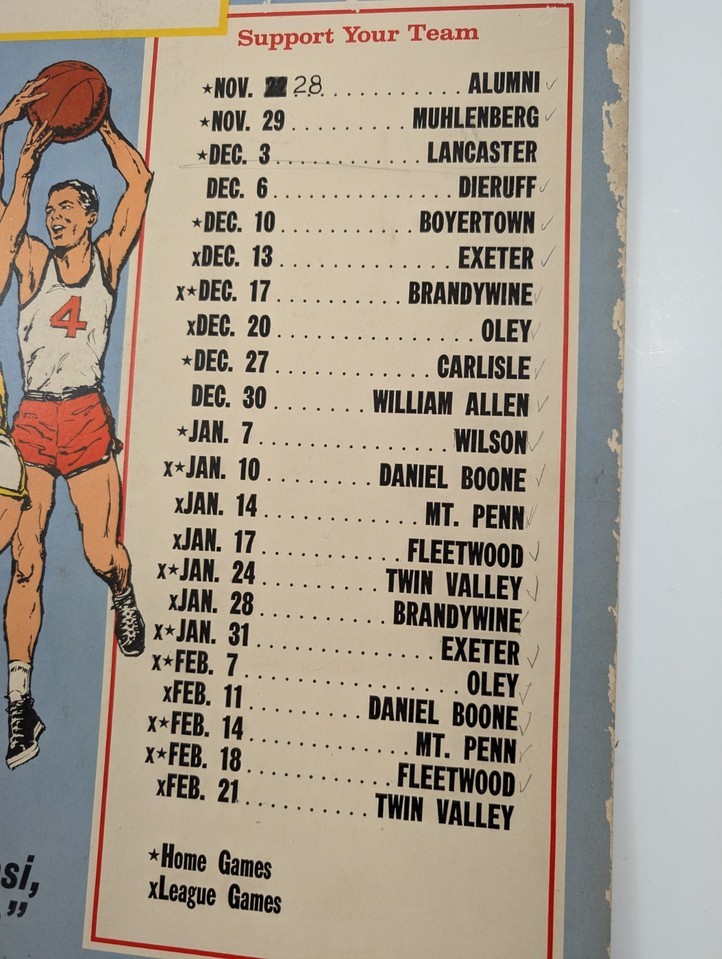 Support Your Team
★NOV. 28 ............ ALUMNI ✓
★NOV. 29 ............ MUHLENBERG ✓
★DEC. 3 ............ LANCASTER
DEC. 6 ............ DIERUFF ✓
★DEC. 10 ............ BOYERTOWN ✓
xDEC. 13 ............ EXETER ✓
x★DEC. 17 ............ BRANDYWINE ✓
xDEC. 20 ............ OLEY ✓
★DEC. 27 ............ CARLISLE ✓
DEC. 30 ............ WILLIAM ALLEN ✓
★JAN. 7 ............ WILSON ✓
x★JAN. 10 ............ DANIEL BOONE ✓
xJAN. 14 ............ MT. PENN ✓
xJAN. 17 ............ FLEETWOOD ✓
x★JAN. 24 ............ TWIN VALLEY ✓
xJAN. 28 ............ BRANDYWINE ✓
x★JAN. 31 ............ EXETER ✓
x★FEB. 7 ............ OLEY ✓
xFEB. 11 ............ DANIEL BOONE ✓
x★FEB. 14 ............ MT. PENN ✓
x★FEB. 18 ............ FLEETWOOD ✓
xFEB. 21 ............ TWIN VALLEY
★Home Games
xLeague Games
4
si,
.”